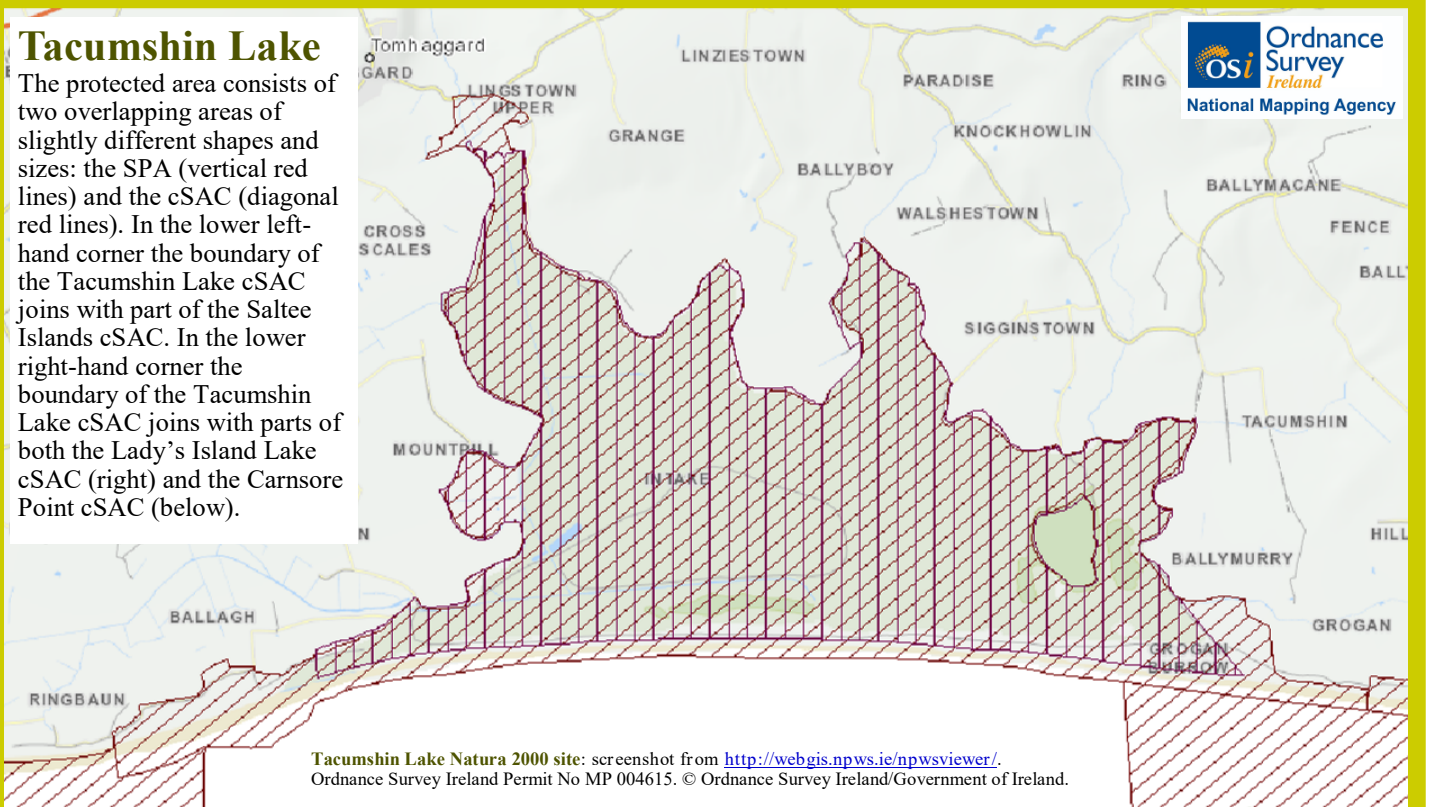 Tacumshin Lake
The protected area consists of
two overlapping areas of
slightly different shapes and
sizes: the SPA (vertical red
lines) and the cSAC (diagonal
red lines). In the lower left-
hand corner the boundary of
the Tacumshin Lake cSAC
joins with part of the Saltee
Islands cSAC. In the lower
right-hand corner the
boundary of the Tacumshin
Lake cSAC joins with parts of
both the Lady’s Island Lake
cSAC (right) and the Carnsore
Point cSAC (below).
Tomhaggard
GARD
LINGSTOWN
UPPER
LINZIESTOWN
GRANGE
PARADISE
RING
KNOCKHOWLIN
BALLYBOY
WALSHESTOWN
BALLYMACANE
FENCE
BALL
CROSS
SCALES
SIGGINSTOWN
TACUMSHIN
MOUNTPILL
INTAKE
N
HILL
BALLYMURRY
BALLAGH
GROGAN
GROGAN
BURROW
RINGBAUN
OSi
Ordnance
Survey
Ireland
National Mapping Agency
Tacumshin Lake Natura 2000 site: screenshot from http://webgis.npws.ie/npwsviewer/.
Ordnance Survey Ireland Permit No MP 004615. © Ordnance Survey Ireland/Government of Ireland.